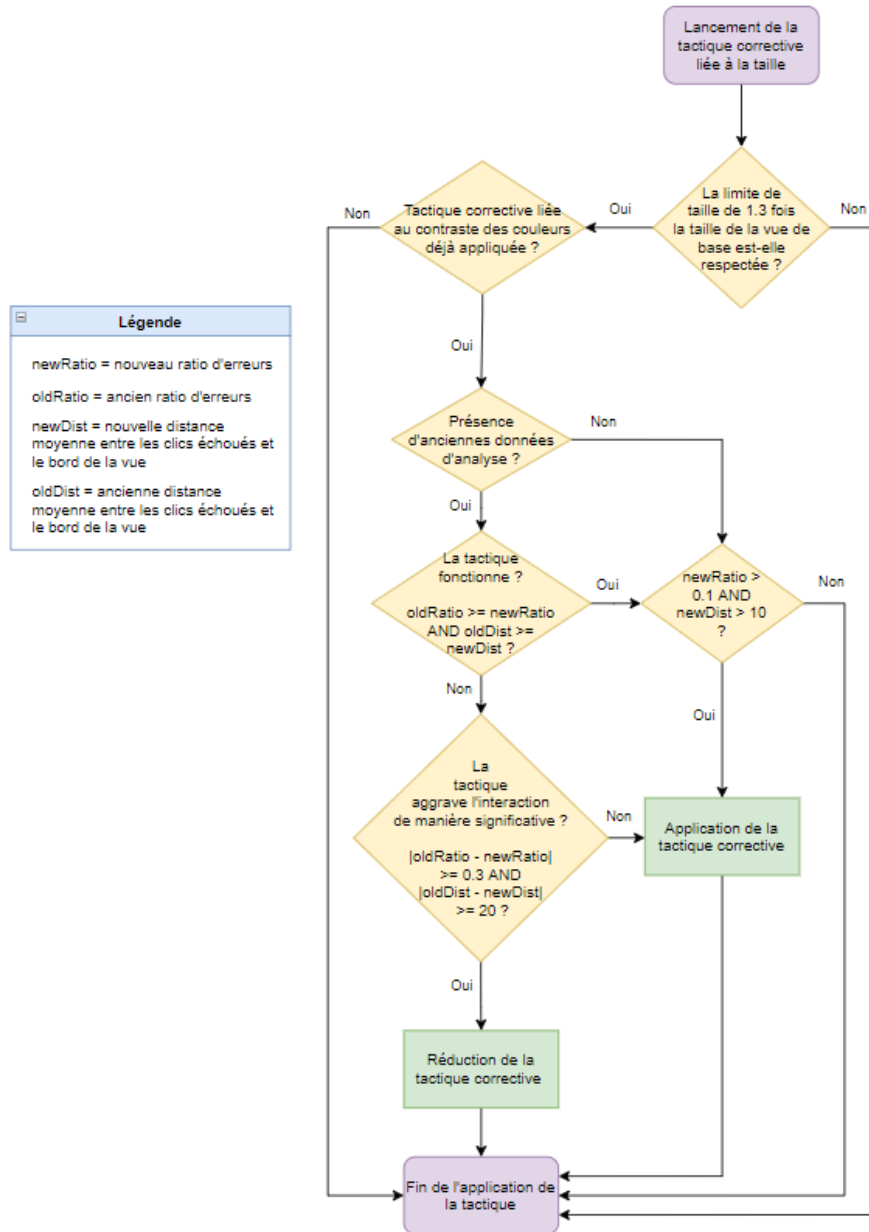 Lancement de la
tactique corrective
liée à la taille
La limite de
taille de 1.3 fois
la taille de la vue de
base est-elle
respectée ?
Non
Oui
Tactique corrective liée
au contraste des couleurs
déjà appliquée ?
Non
Oui
Légende
newRatio = nouveau ratio d'erreurs
oldRatio = ancien ratio d'erreurs
newDist = nouvelle distance
moyenne entre les clics échoués et
le bord de la vue
oldDist = ancienne distance
moyenne entre les clics échoués et
le bord de la vue
Présence
d'anciennes données
d'analyse ?
Non
Oui
La tactique
fonctionne ?
oldRatio >= newRatio
AND oldDist >=
newDist ?
Oui
Non
newRatio >
0.1 AND
newDist > 10
?
Non
Oui
La
tactique
aggrave l'interaction
de manière significative ?
|oldRatio - newRatio|
>= 0.3 AND
|oldDist - newDist|
>= 20 ?
Non
Oui
Application de la
tactique corrective
Réduction de la
tactique corrective
Fin de l'application de
la tactique